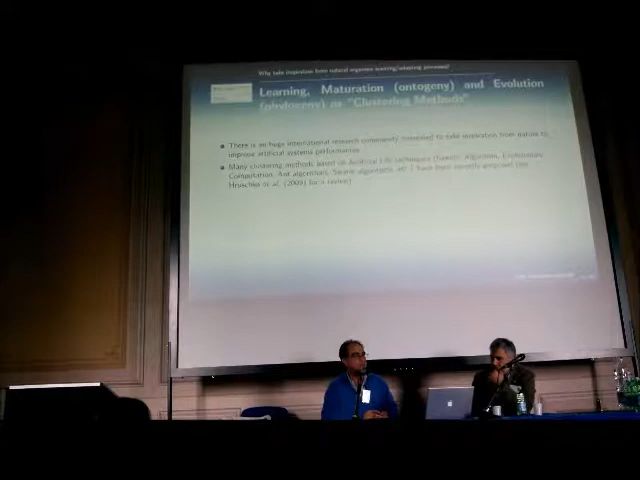 Why take inspiration from natural organism learning/adapting processes?
Learning, Maturation (ontogeny) and Evolution
(phylogeny) as "Clustering Methods"
There is an huge international research community interested to take inspiration from nature to
improve artificial systems performances
Many clustering methods based on Artificial Life techniques (Genetic Algorithms, Evolutionary
Computation, Ant algorithms, Swarm algorithms, etc.) have been recently proposed (see
Hruschka et al. (2009) for a review)